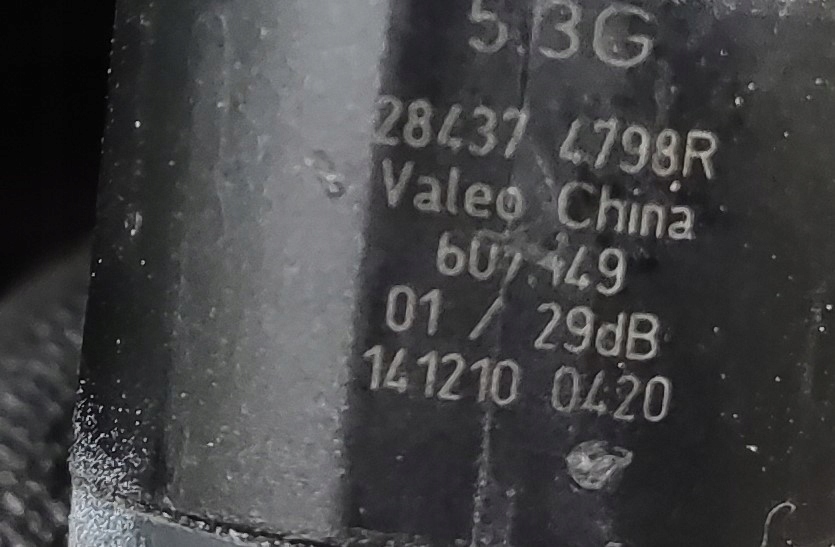 5.3G
28437 4798R
Valeo China
01 / 29dB
141210 0420